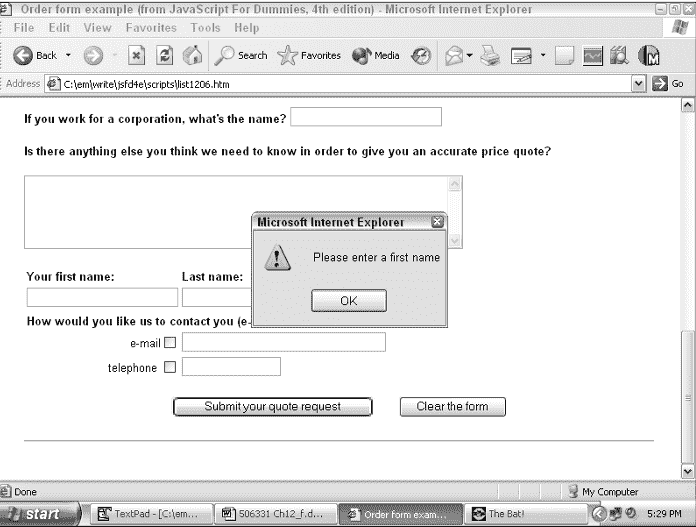 Order form example (from JavaScript For Dummies, 4th edition) - Microsoft Internet Explorer
File Edit View Favorites Tools Help
Back Search Favorites Media
Address C:\em\write\jsfd4e\scripts\list1206.htm Go
If you work for a corporation, what's the name?
Is there anything else you think we need to know in order to give you an accurate price quote?
Microsoft Internet Explorer
Please enter a first name
OK
Your first name: Last name:
How would you like us to contact you (e-
e-mail
telephone
Submit your quote request Clear the form
Done My Computer
start TextPad - [C:\em... 506331 Ch12_f.d... Order form exam... The Bat! 5:29 PM